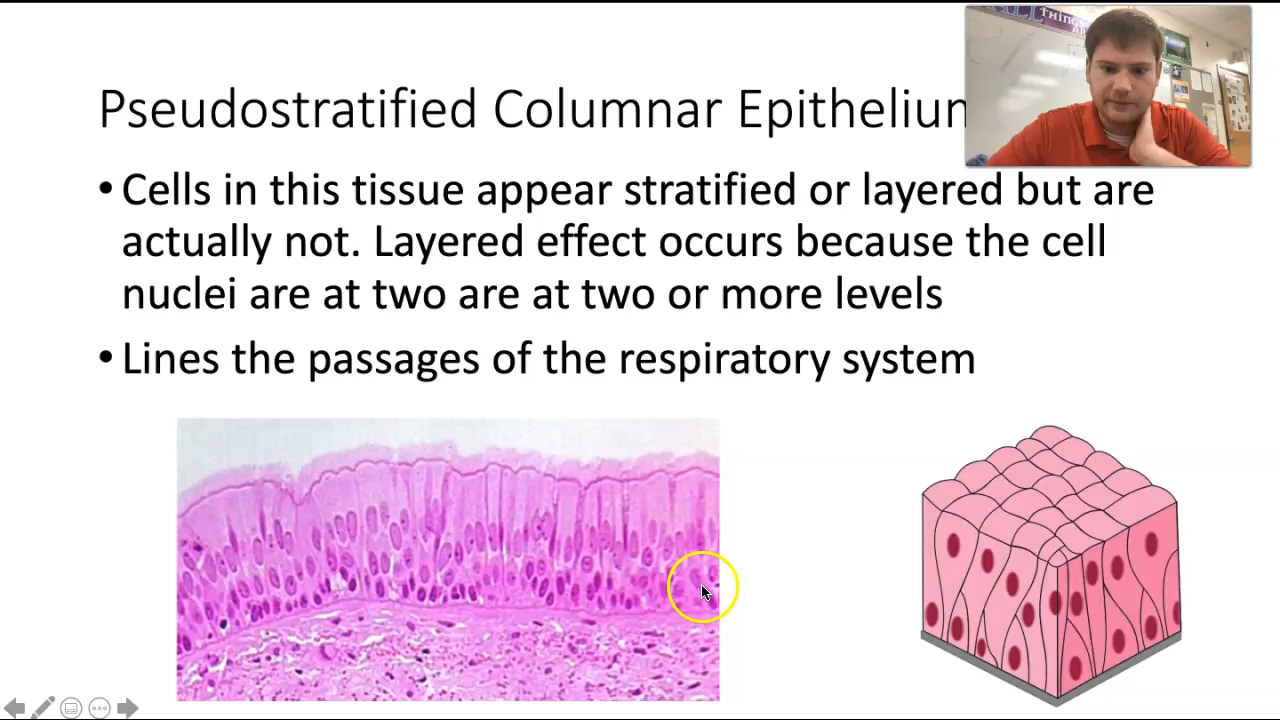 THINGS
Pseudostratified Columnar Epithelium
• Cells in this tissue appear stratified or layered but are
actually not. Layered effect occurs because the cell
nuclei are at two are at two or more levels
• Lines the passages of the respiratory system